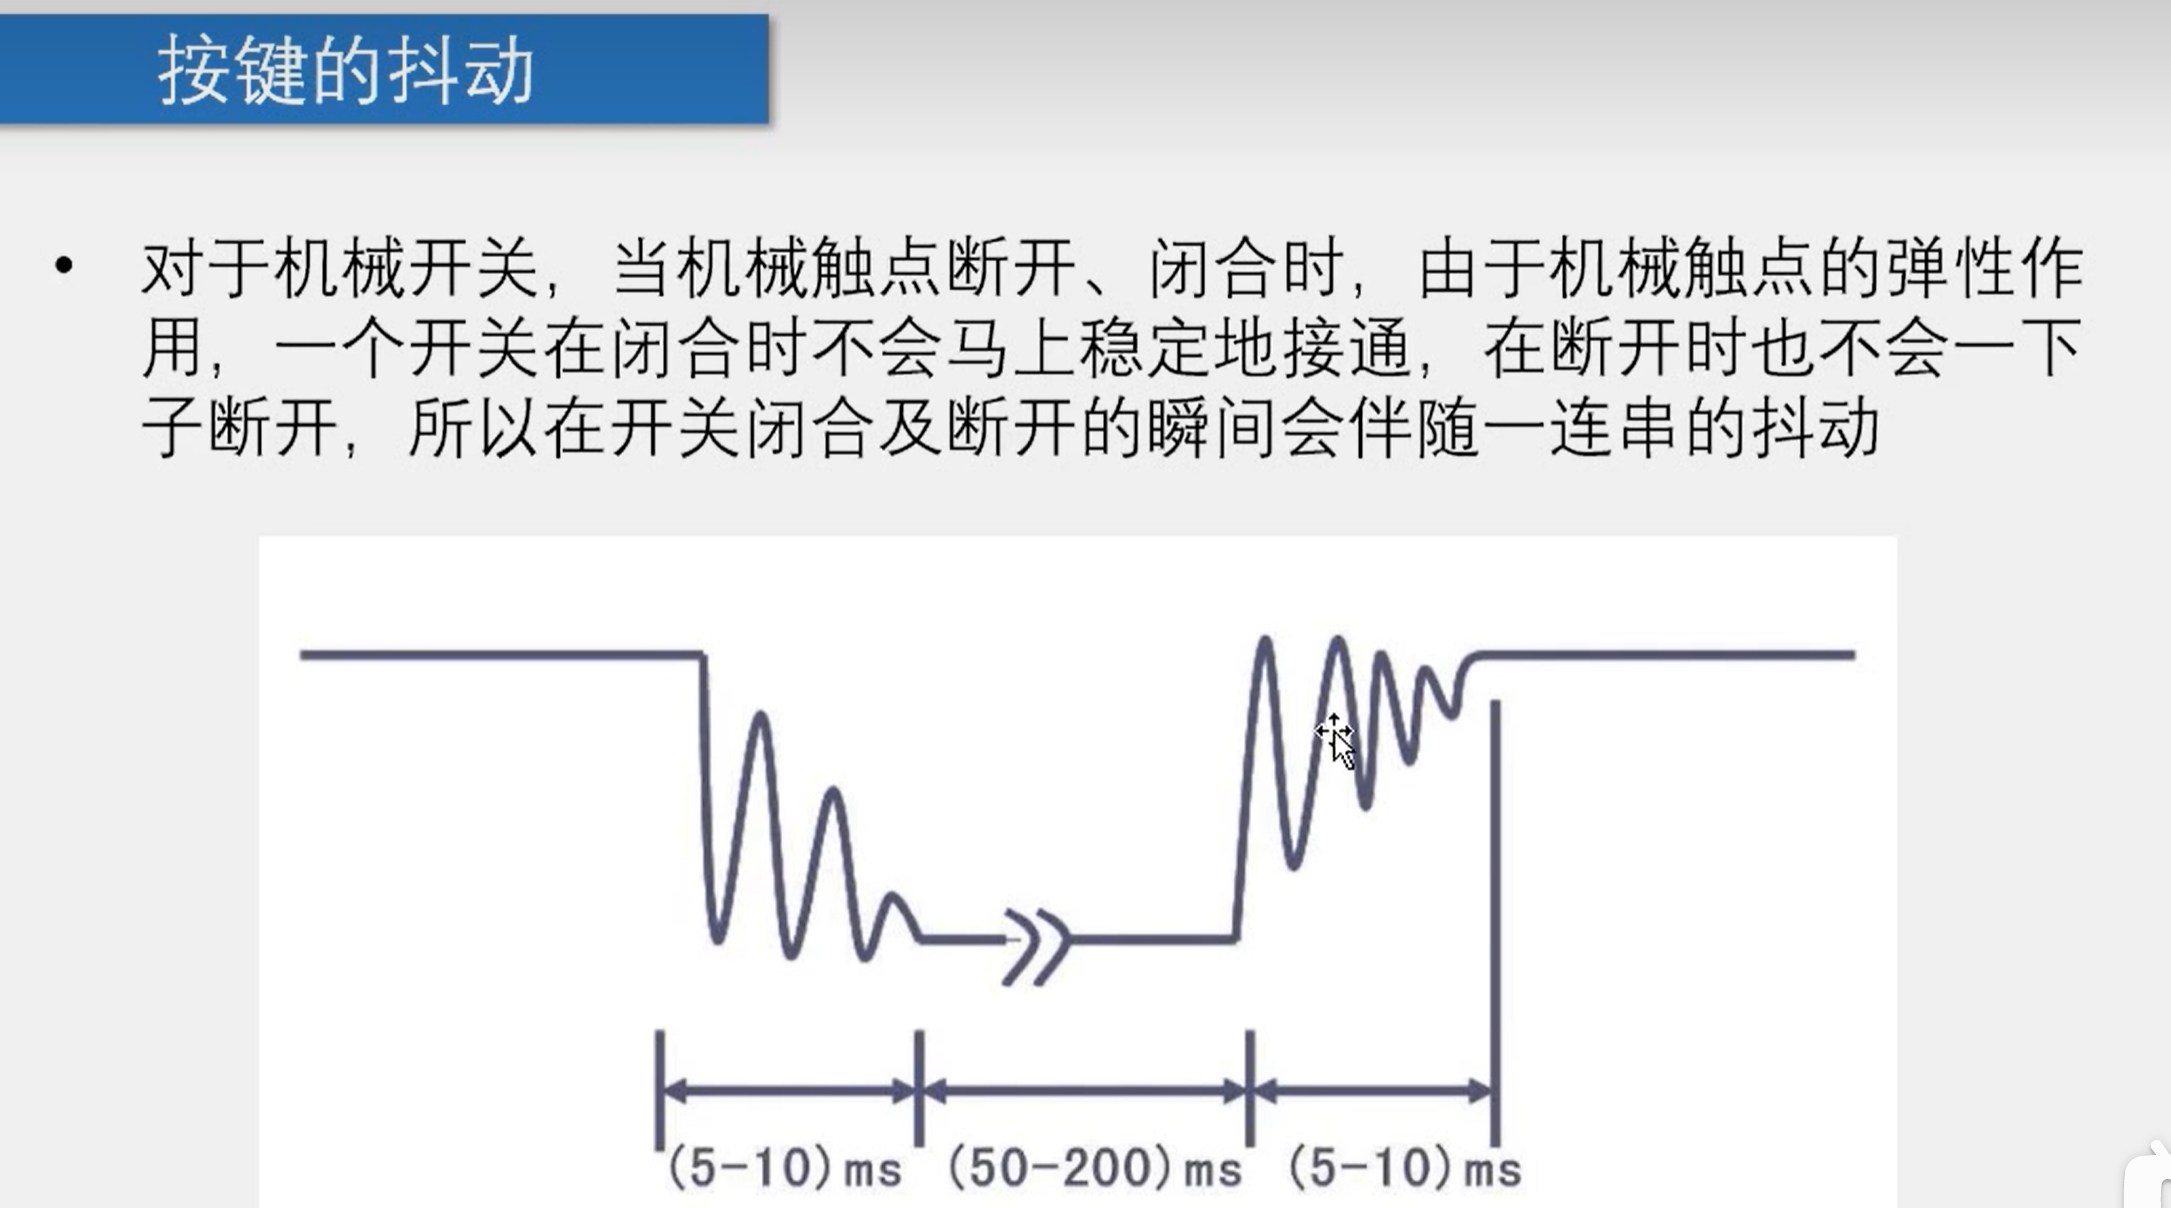 按键的抖动
• 对于机械开关，当机械触点断开、闭合时，由于机械触点的弹性作
用，一个开关在闭合时不会马上稳定地接通，在断开时也不会一下
子断开，所以在开关闭合及断开的瞬间会伴随一连串的抖动
(5-10)ms (50-200)ms (5-10)ms